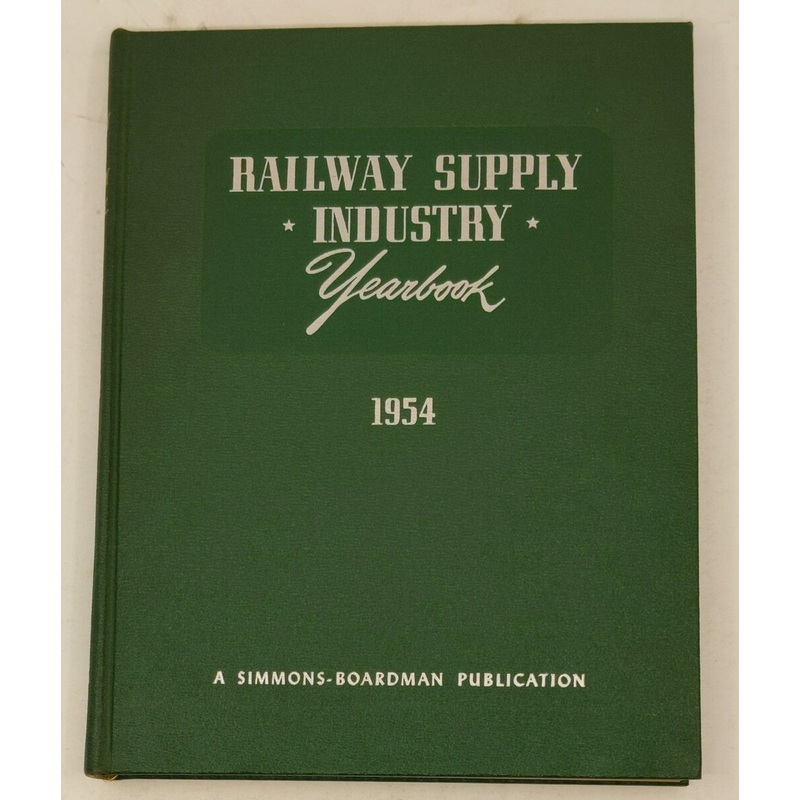 RAILWAY SUPPLY
★ INDUSTRY ★
Yearbook
1954
A SIMMONS-BOARDMAN PUBLICATION